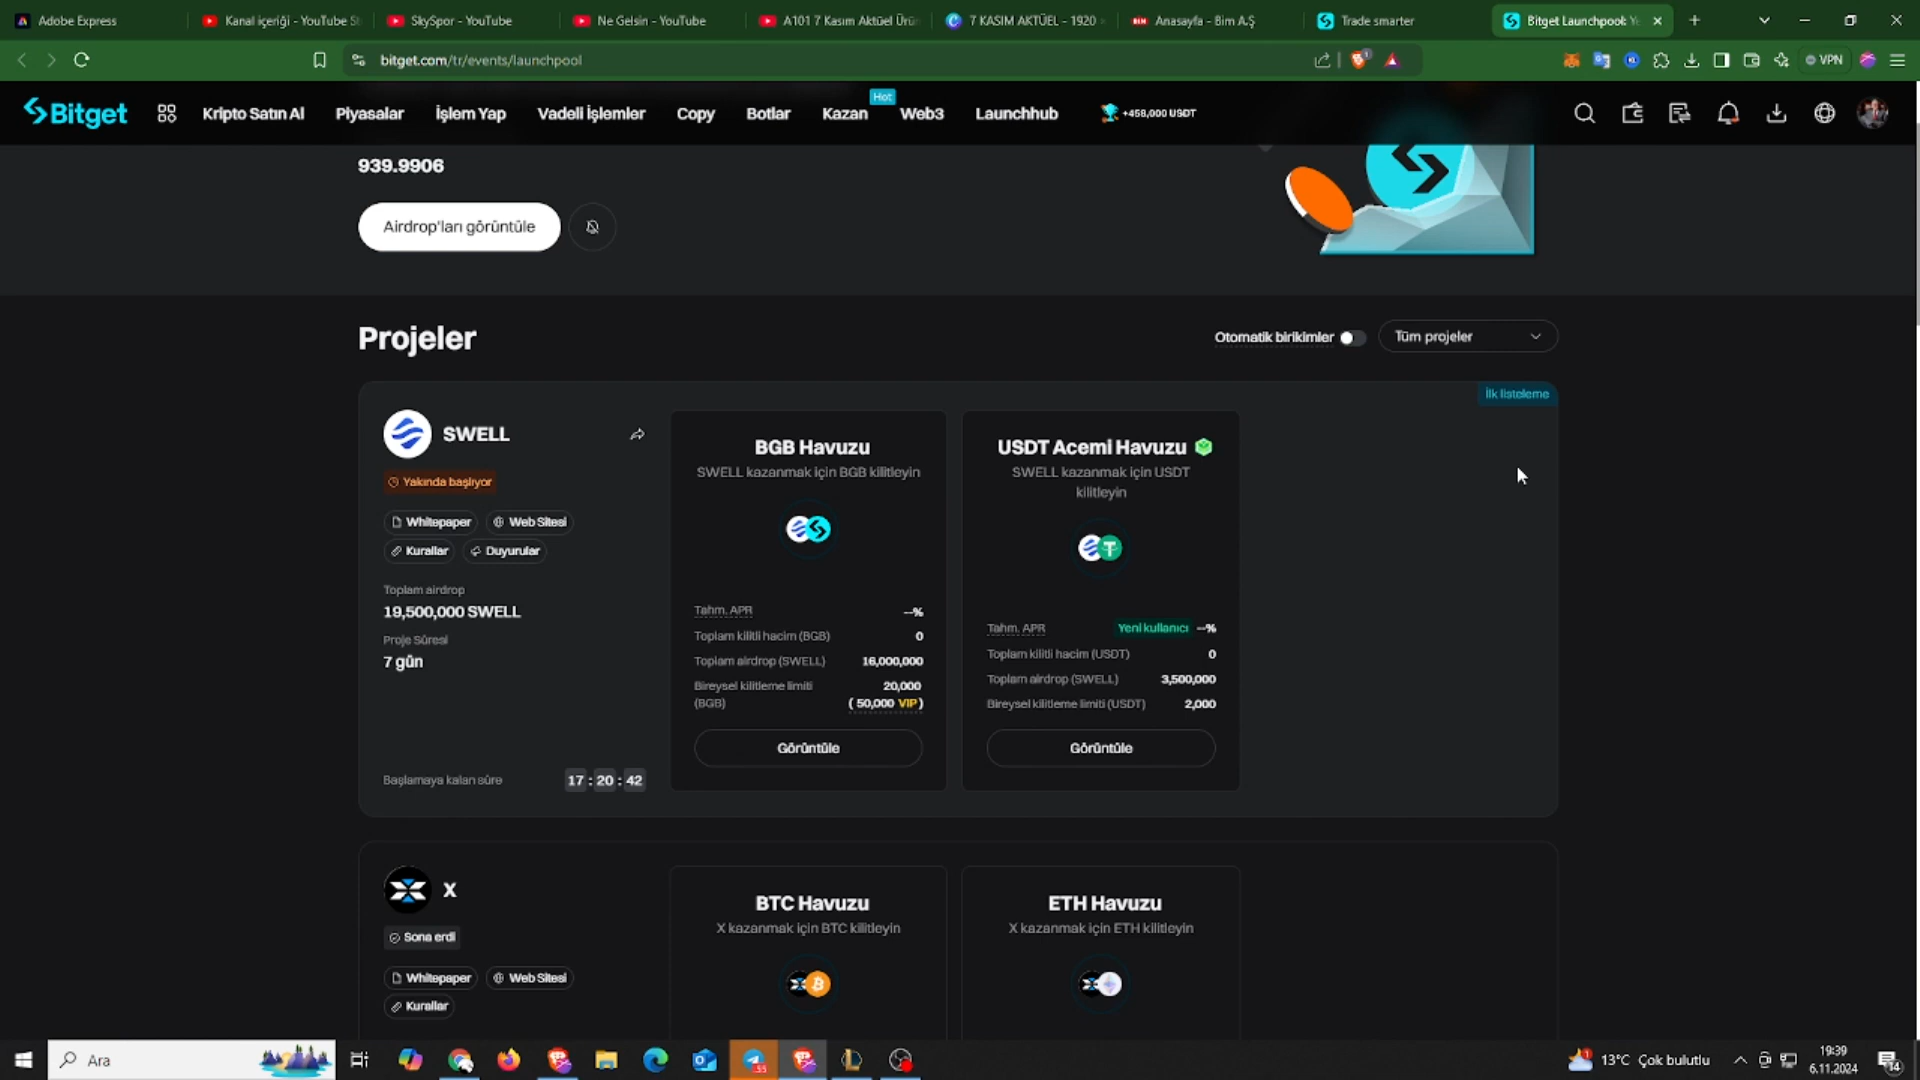 Adobe Express
Kanal içeriği - YouTube St
SkySpor - YouTube
Ne Gelsin - YouTube
A101 7 Kasım Aktüel Ürün
7 KASIM AKTÜEL - 1920
Anasayfa - Bim A.Ş
Trade smarter
Bitget Launchpool: Ye
bitget.com/tr/events/launchpool
VPN
Bitget
Kripto Satın Al
Piyasalar
İşlem Yap
Vadeli İşlemler
Copy
Botlar
Kazan
Hot
Web3
Launchhub
+458,000 USDT
939.9906
Airdrop'ları görüntüle
Projeler
Otomatik birikimler
Tüm projeler
İlk listeleme
SWELL
Yakında başlıyor
Whitepaper
Web Sitesi
Kurallar
Duyurular
Toplam airdrop
19,500,000 SWELL
Proje Süresi
7 gün
Başlamaya kalan süre
17 : 20 : 42
BGB Havuzu
SWELL kazanmak için BGB kilitleyin
Tahm. APR --%
Toplam kilitli hacim (BGB) 0
Toplam airdrop (SWELL) 16,000,000
Bireysel kilitleme limiti 20,000
(BGB) ( 50,000 VIP )
Görüntüle
USDT Acemi Havuzu
SWELL kazanmak için USDT
kilitleyin
Tahm. APR Yeni kullanıcı --%
Toplam kilitli hacim (USDT) 0
Toplam airdrop (SWELL) 3,500,000
Bireysel kilitleme limiti (USDT) 2,000
Görüntüle
X
Sona erdi
Whitepaper
Web Sitesi
Kurallar
BTC Havuzu
X kazanmak için BTC kilitleyin
ETH Havuzu
X kazanmak için ETH kilitleyin
Ara
13°C Çok bulutlu
19:39
6.11.2024